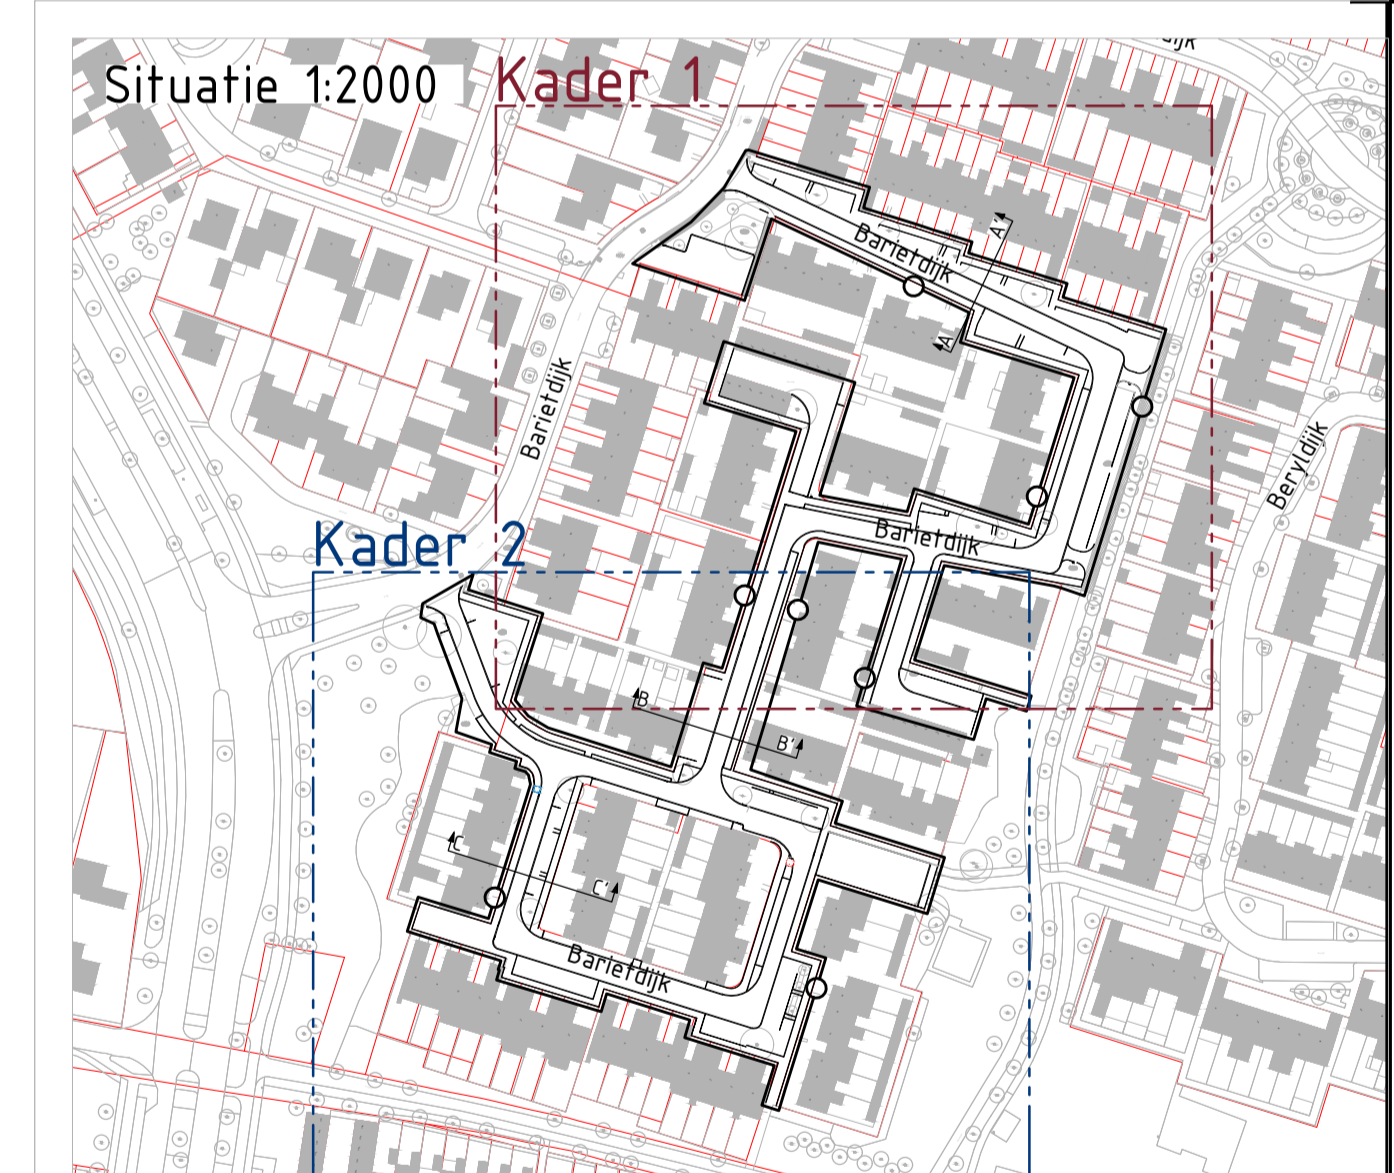 Situatie 1:2000
Kader 1
Barietdijk
A'
A
Barietdijk
Beryldijk
Kader 2
Barietdijk
B
B'
C
C'
Barietdijk